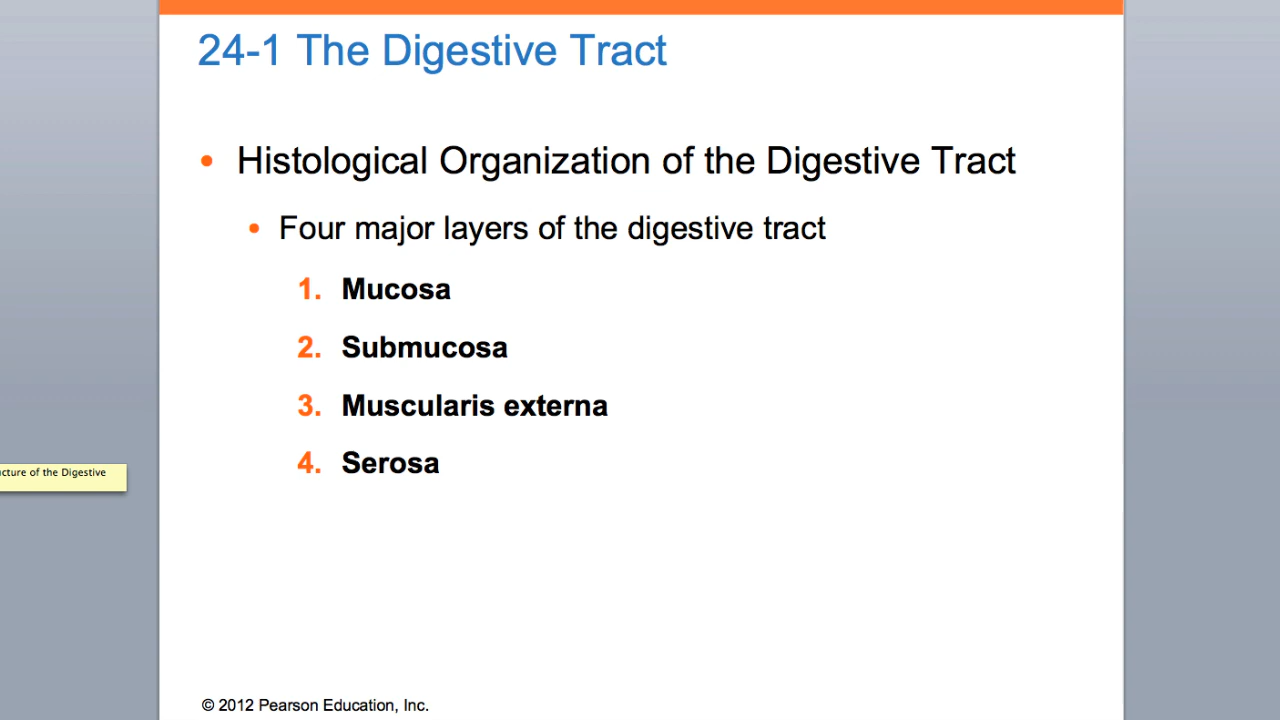 24-1 The Digestive Tract
• Histological Organization of the Digestive Tract
• Four major layers of the digestive tract
1. Mucosa
2. Submucosa
3. Muscularis externa
4. Serosa
of the Digestive
© 2012 Pearson Education, Inc.